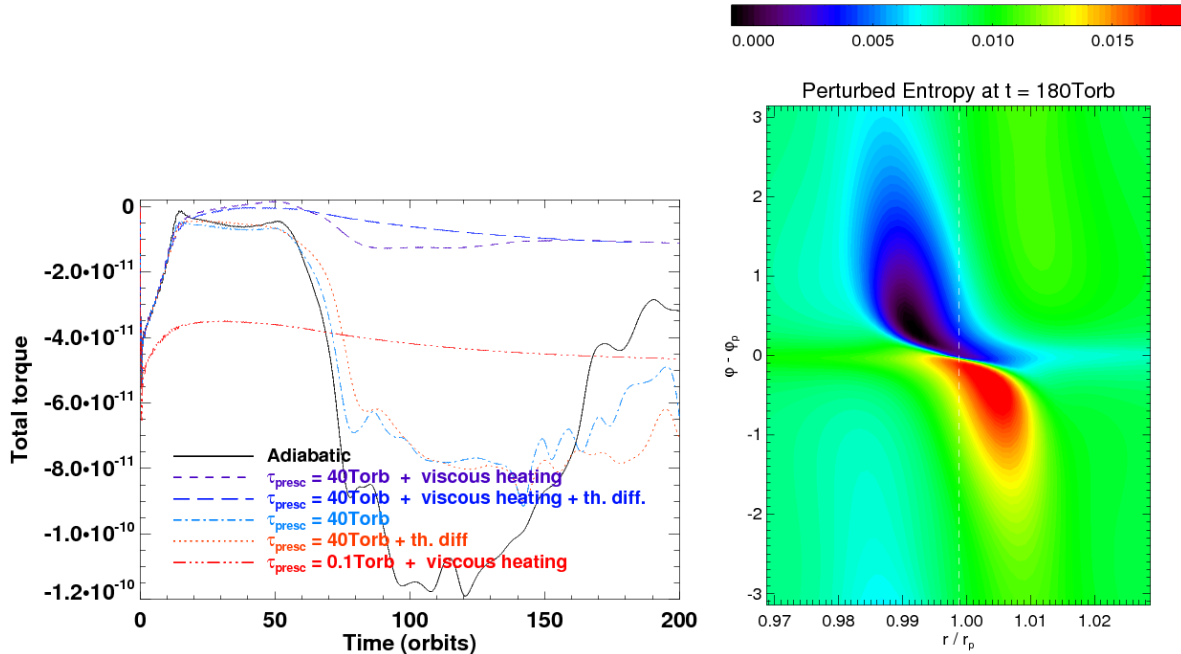 0.000 0.005 0.010 0.015
Perturbed Entropy at t = 180Torb
3
2
1
0
-1
-2
-3
φ - φp
0.97 0.98 0.99 1.00 1.01 1.02
r / rp
0
-2.0•10-11
-4.0•10-11
-6.0•10-11
-8.0•10-11
-1.0•10-10
-1.2•10-10
Total torque
Adiabatic
τpresc = 40Torb + viscous heating
τpresc = 40Torb + viscous heating + th. diff.
τpresc = 40Torb
τpresc = 40Torb + th. diff
τpresc = 0.1Torb + viscous heating
0 50 100 150 200
Time (orbits)